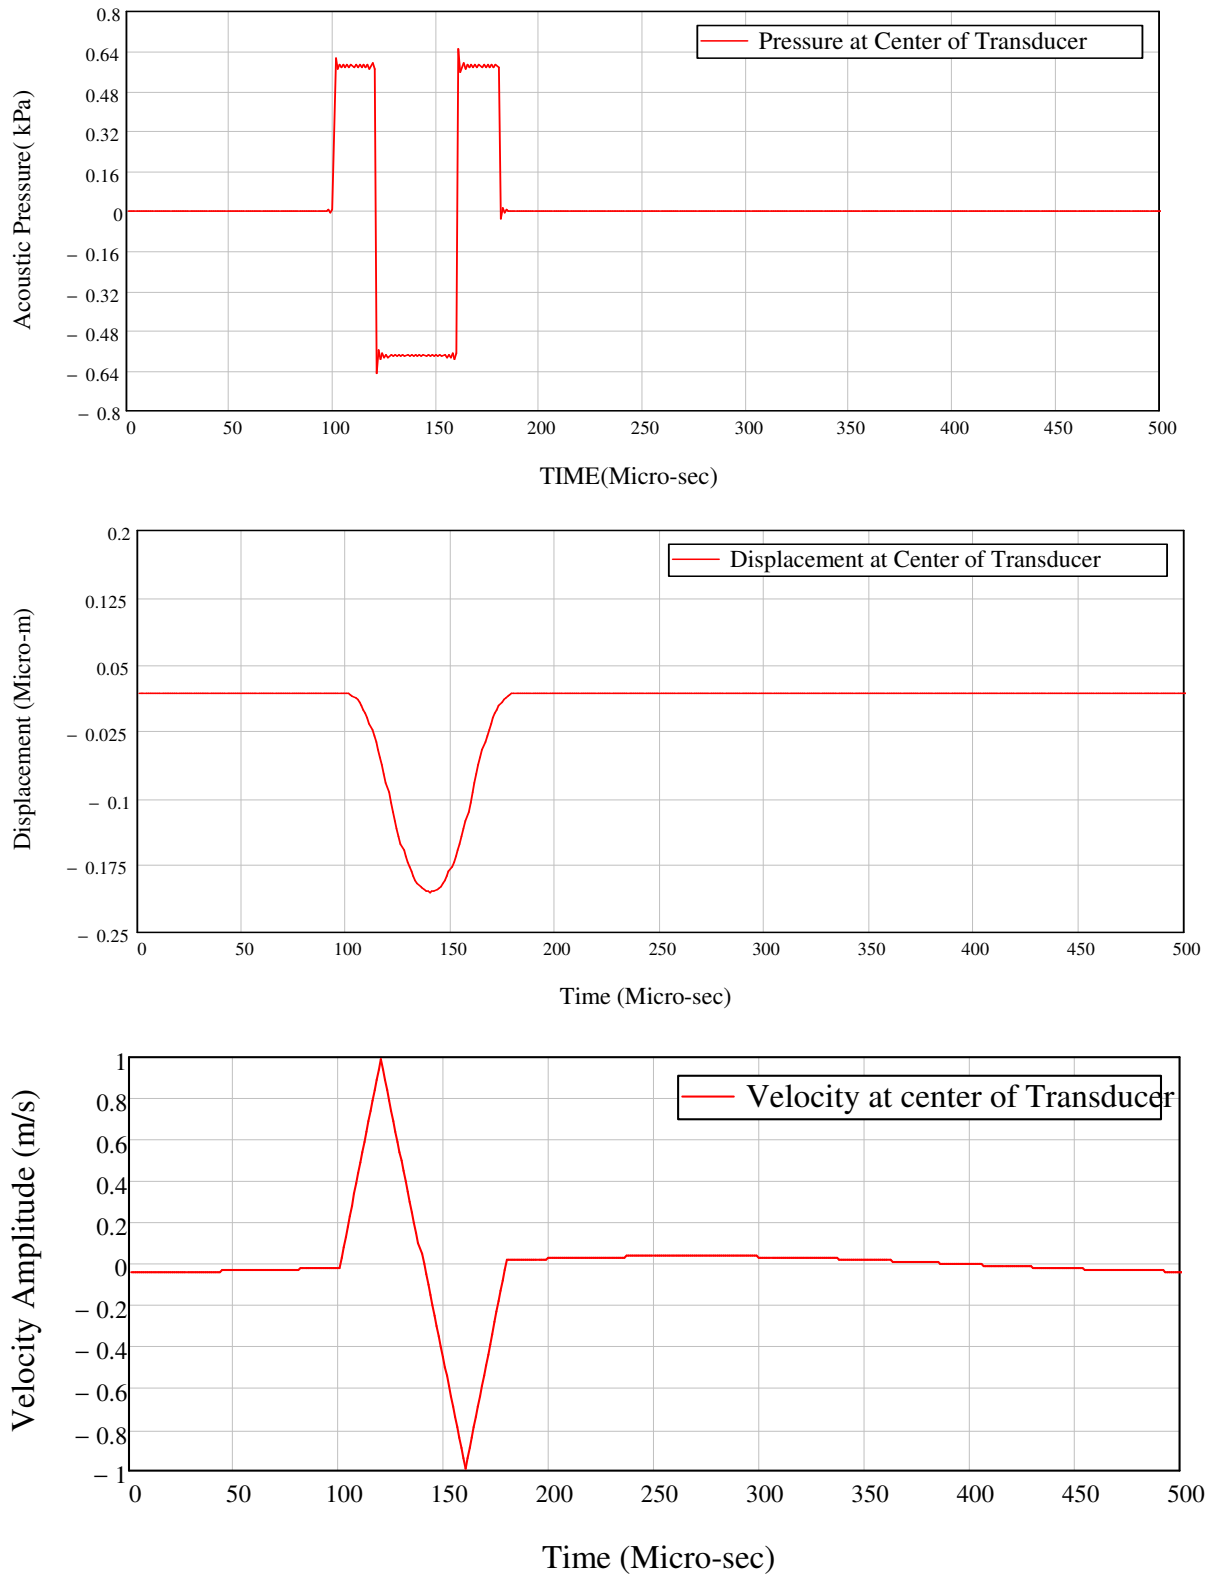 0.8
Pressure at Center of Transducer
0.64
0.48
0.32
0.16
0
− 0.16
− 0.32
− 0.48
− 0.64
− 0.8
Acoustic Pressure( kPa)
0 50 100 150 200 250 300 350 400 450 500
TIME(Micro-sec)
0.2
Displacement at Center of Transducer
0.125
0.05
− 0.025
− 0.1
− 0.175
− 0.25
Displacement (Micro-m)
0 50 100 150 200 250 300 350 400 450 500
Time (Micro-sec)
1
Velocity at center of Transducer
0.8
0.6
0.4
0.2
0
− 0.2
− 0.4
− 0.6
− 0.8
− 1
Velocity Amplitude (m/s)
0 50 100 150 200 250 300 350 400 450 500
Time (Micro-sec)